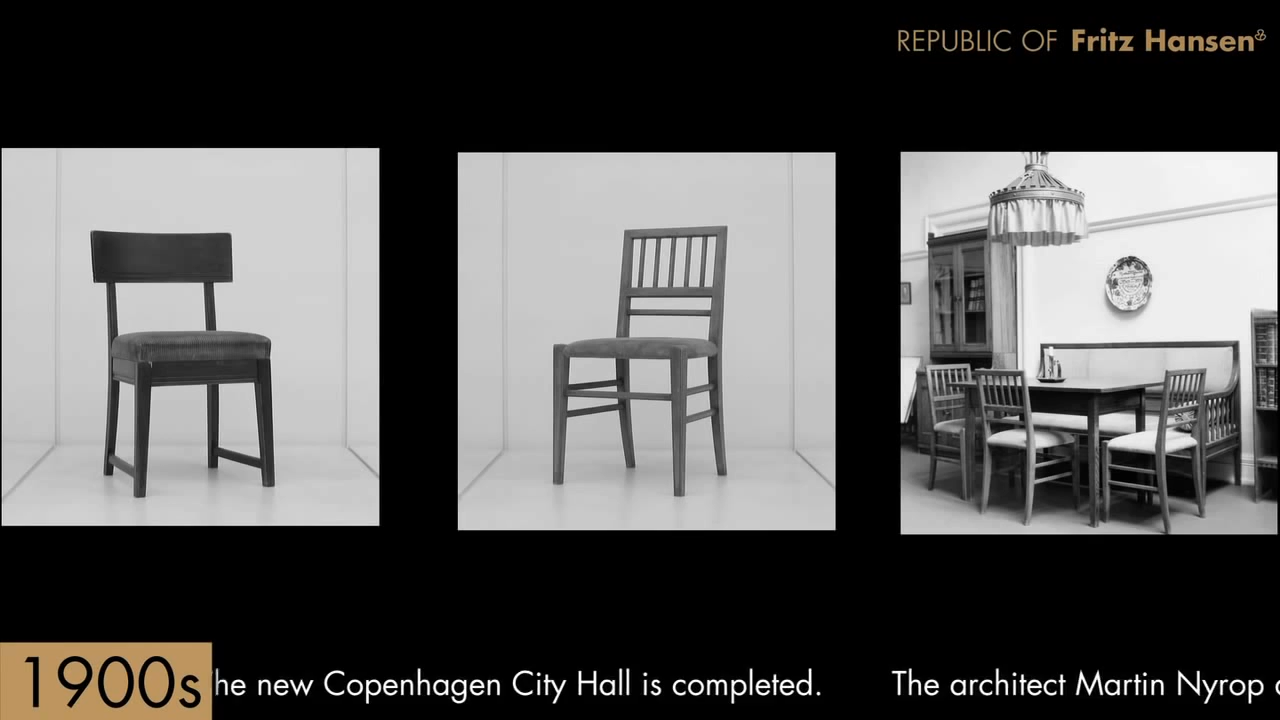 REPUBLIC OF Fritz Hansen
1900s
he new Copenhagen City Hall is completed. The architect Martin Nyrop